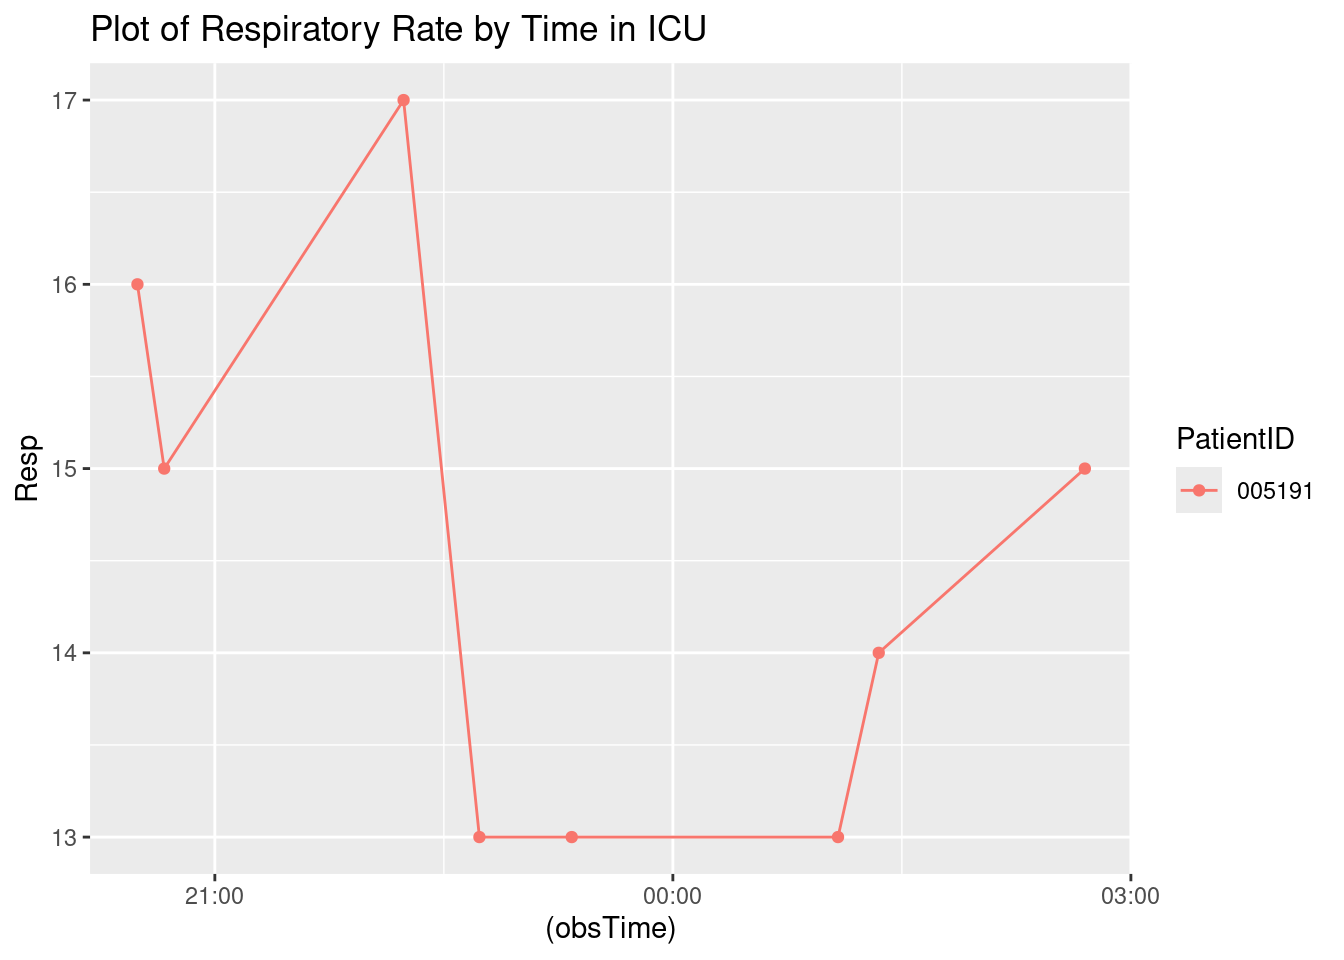 Plot of Respiratory Rate by Time in ICU
17
16
15
14
13
Resp
21:00
00:00
03:00
(obsTime)
PatientID
005191